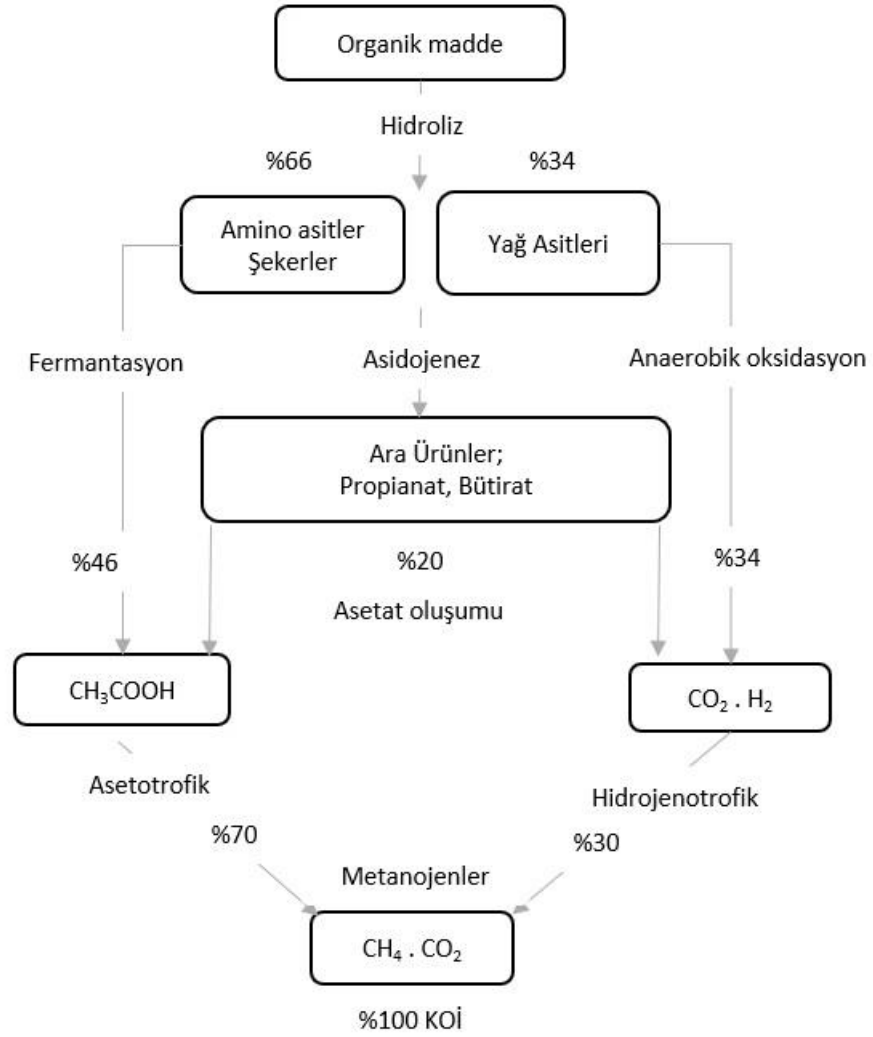 Organik madde
Hidroliz
%66
%34
Amino asitler
Şekerler
Yağ Asitleri
Fermantasyon
Asidojenez
Anaerobik oksidasyon
Ara Ürünler;
Propianat, Bütirat
%46
%20
%34
Asetat oluşumu
CH₃COOH
CO₂ . H₂
Asetotrofik
Hidrojenotrofik
%70
%30
Metanojenler
CH₄ . CO₂
%100 KOİ